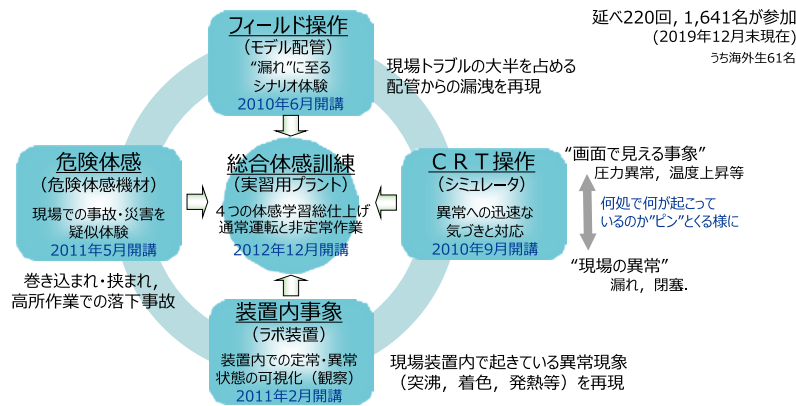 延べ220回, 1,641名が参加
(2019年12月末現在)
うち海外生61名
フィールド操作
(モデル配管)
“漏れ”に至る
シナリオ体験
2010年6月開講
現場トラブルの大半を占める
配管からの漏洩を再現
危険体感
(危険体感機材)
現場での事故・災害を
疑似体験
2011年5月開講
巻き込まれ・挟まれ,
高所作業での落下事故
総合体感訓練
(実習用プラント)
4つの体感学習総仕上げ
通常運転と非定常作業
2012年12月開講
CRT操作
(シミュレータ)
異常への迅速な
気づきと対応
2010年9月開講
“画面で見える事象”
圧力異常, 温度上昇等
何処で何が起こって
いるのか”ピン”とくる様に
“現場の異常”
漏れ, 閉塞.
装置内事象
(ラボ装置)
装置内での定常・異常
状態の可視化 (観察)
2011年2月開講
現場装置内で起きている異常現象
(突沸, 着色, 発熱等) を再現